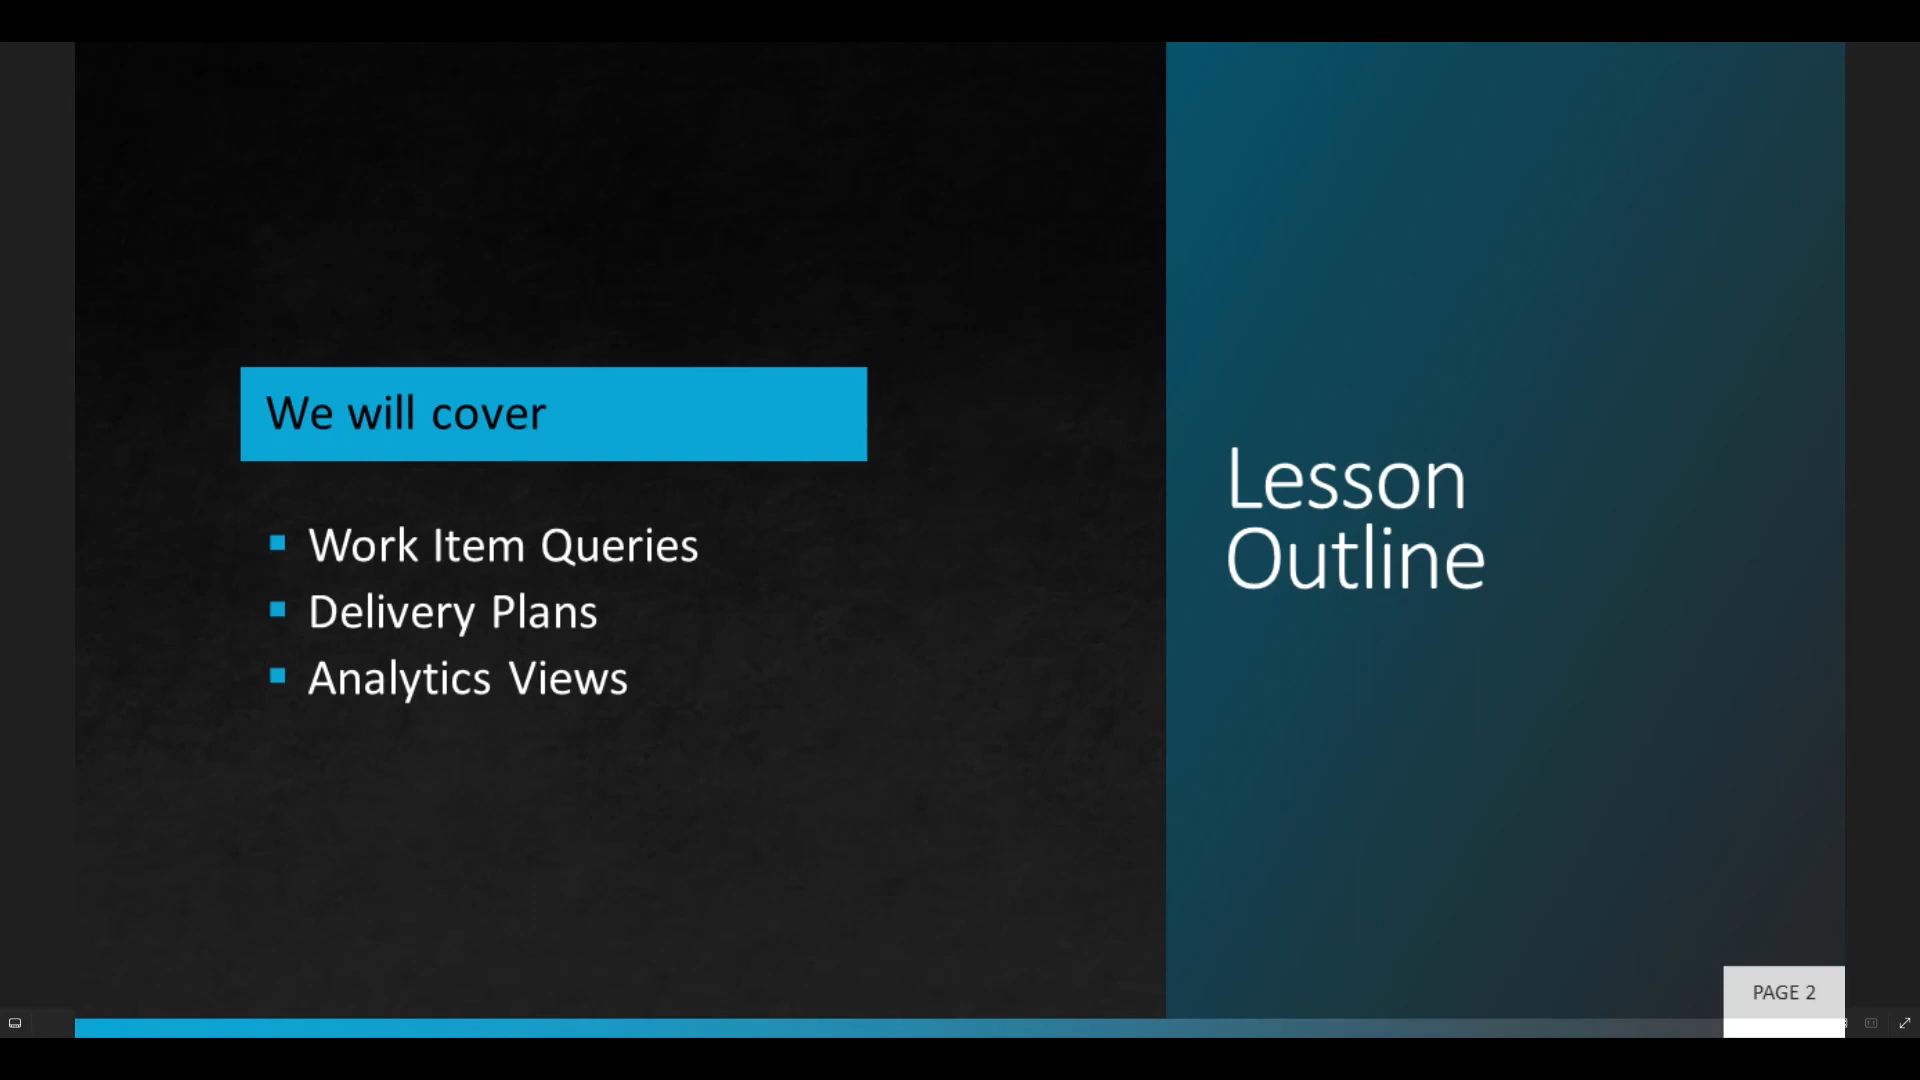 We will cover
Work Item Queries
Delivery Plans
Analytics Views
Lesson
Outline
PAGE 2